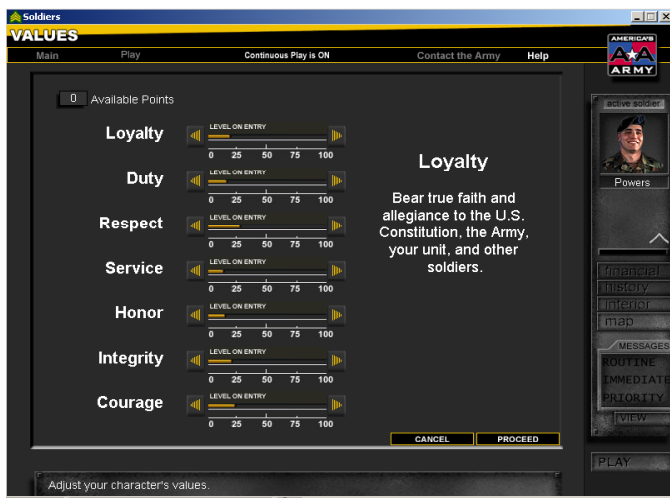 Soldiers
VALUES
Main Play Continuous Play is ON Contact the Army Help
AMERICA'S
AA
ARMY
0 Available Points
Loyalty
LEVEL ON ENTRY
0 25 50 75 100
Duty
LEVEL ON ENTRY
0 25 50 75 100
Respect
LEVEL ON ENTRY
0 25 50 75 100
Service
LEVEL ON ENTRY
0 25 50 75 100
Honor
LEVEL ON ENTRY
0 25 50 75 100
Integrity
LEVEL ON ENTRY
0 25 50 75 100
Courage
LEVEL ON ENTRY
0 25 50 75 100
Loyalty
Bear true faith and
allegiance to the U.S.
Constitution, the Army,
your unit, and other
soldiers.
CANCEL PROCEED
Adjust your character's values.
active soldier
Powers
financial
history
interior
map
MESSAGES
ROUTINE
IMMEDIATE
PRIORITY
VIEW
PLAY